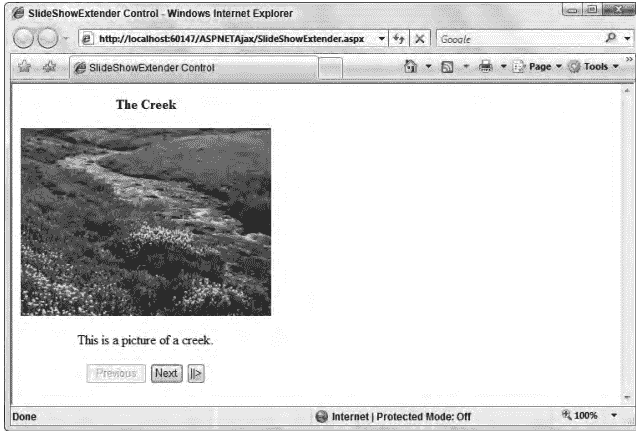 SlideShowExtender Control - Windows Internet Explorer
http://localhost:60147/ASPNETAjax/SlideShowExtender.aspx
Google
SlideShowExtender Control
Page
Tools
»
The Creek
This is a picture of a creek.
Previous
Next
||>
Done
Internet | Protected Mode: Off
100%